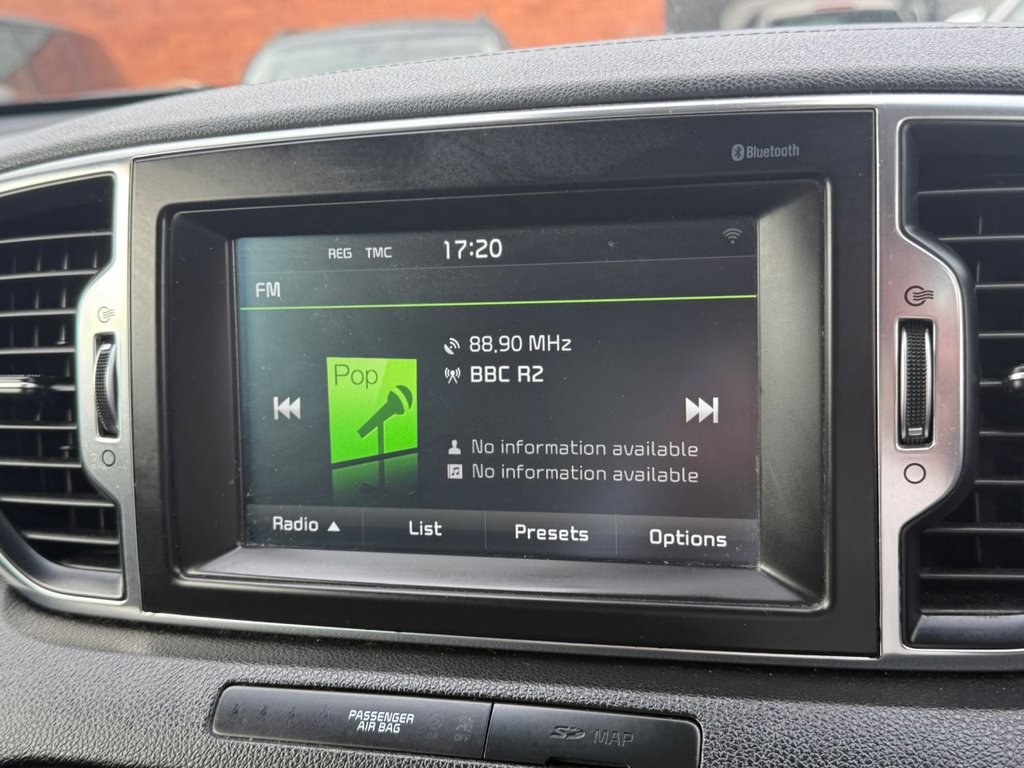 Bluetooth
REG TMC 17:20
FM
88.90 MHz
BBC R2
Pop
No information available
No information available
Radio ▲ List Presets Options
PASSENGER
AIR BAG
SD MAP